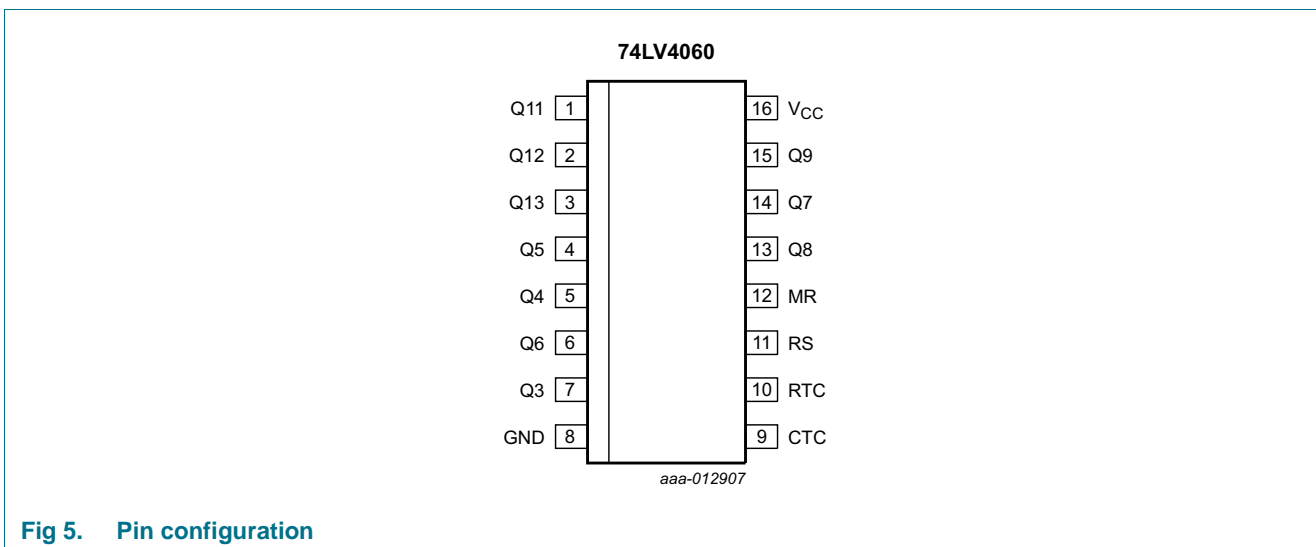 74LV4060
Q11 1 16 VCC
Q12 2 15 Q9
Q13 3 14 Q7
Q5 4 13 Q8
Q4 5 12 MR
Q6 6 11 RS
Q3 7 10 RTC
GND 8 9 CTC
aaa-012907
Fig 5. Pin configuration